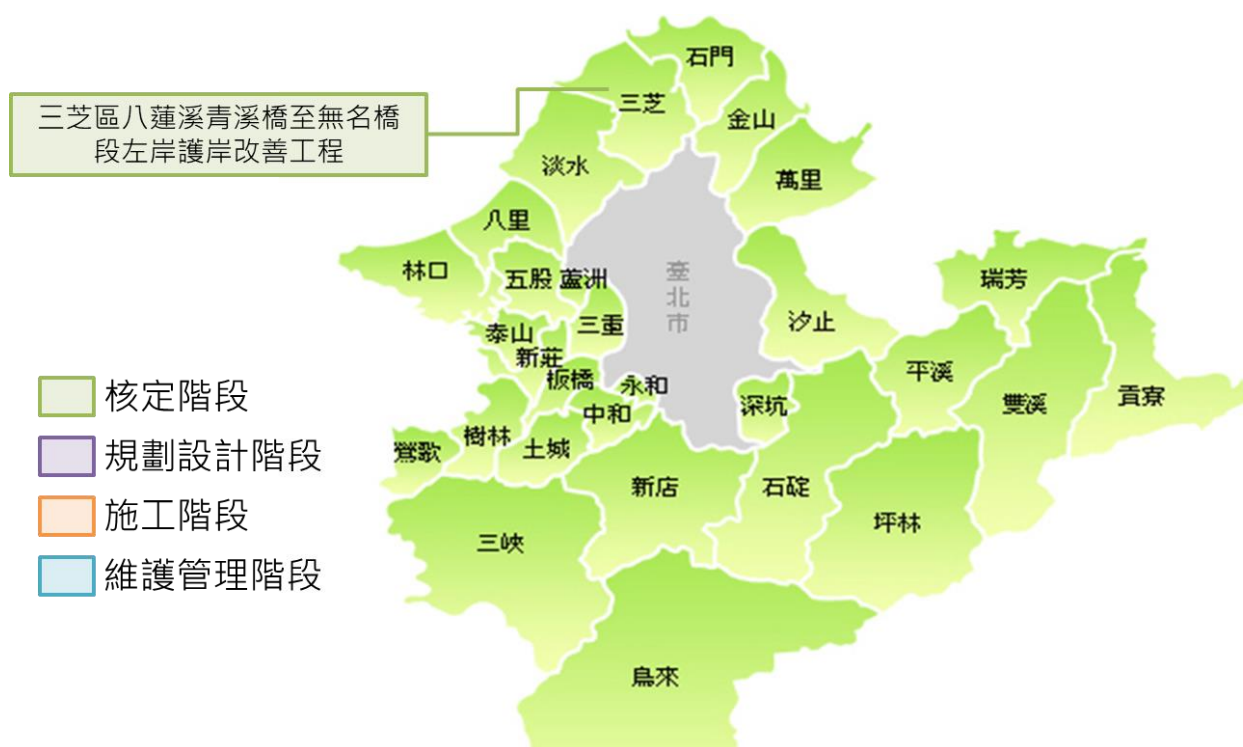 石門
三芝區八蓮溪青溪橋至無名橋
段左岸護岸改善工程
三芝
金山
淡水
萬里
八里
林口
五股
蘆洲
臺北市
瑞芳
三重
汐止
泰山
新莊
平溪
板橋
永和
貢寮
核定階段
中和
深坑
雙溪
規劃設計階段
樹林
土城
鶯歌
新店
石碇
施工階段
坪林
三峽
維護管理階段
烏來